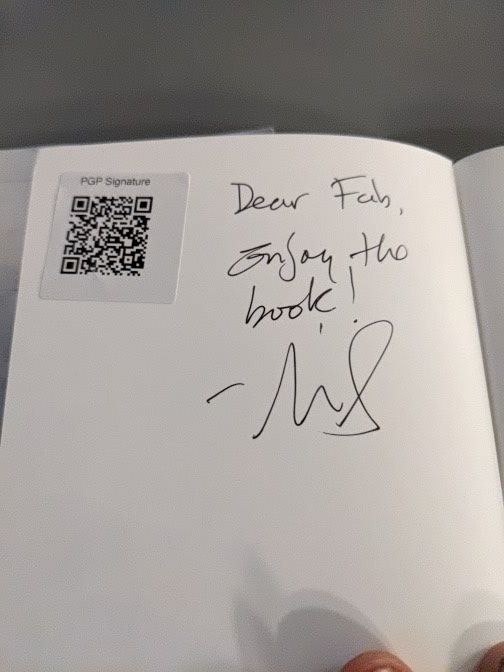 PGP Signature
Dear Fab,
Enjoy the
book!